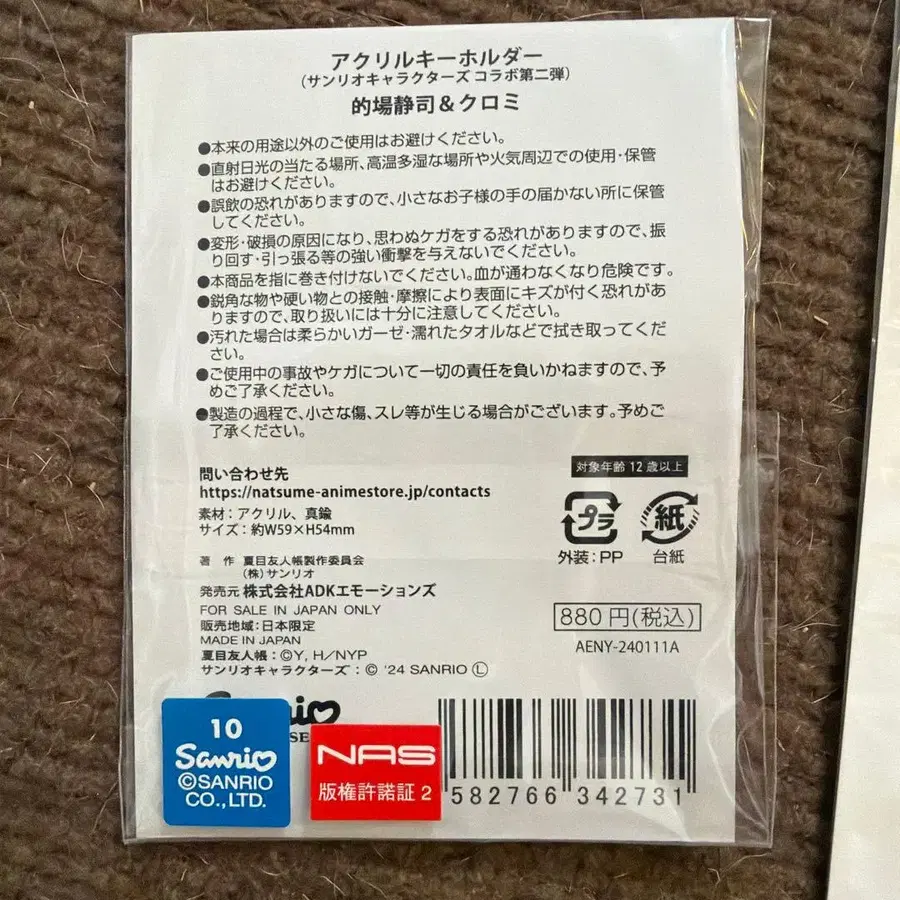 アクリルキーホルダー
(サンリオキャラクターズ コラボ第二弾)
的場静司＆クロミ
●本来の用途以外のご使用はお避けください。
●直射日光の当たる場所、高温多湿な場所や火気周辺での使用・保管
はお避けください。
●誤飲の恐れがありますので、小さなお子様の手の届かない所に保管
してください。
●変形・破損の原因になり、思わぬケガをする恐れがありますので、振
り回す・引っ張る等の強い衝撃を与えないでください。
●本商品を指に巻き付けないでください。血が通わなくなり危険です。
●鋭角な物や硬い物との接触・摩擦により表面にキズが付く恐れがあ
りますので、取り扱いには十分に注意してください。
●汚れた場合は柔らかいガーゼ・濡れたタオルなどで拭き取ってくだ
さい。
●ご使用中の事故やケガについて一切の責任を負いかねますので、予
めご了承ください。
●製造の過程で、小さな傷、スレ等が生じる場合がございます。予めご
了承ください。
問い合わせ先
https://natsume-animestore.jp/contacts
素材：アクリル、真鍮
サイズ：約W59×H54mm
対象年齢12歳以上
プラ
外装：PP
紙
台紙
著 作 夏目友人帳製作委員会
(株)サンリオ
発売元 株式会社ADKエモーションズ
FOR SALE IN JAPAN ONLY
販売地域：日本限定
MADE IN JAPAN
夏目友人帳：©Y, H/NYP
サンリオキャラクターズ：© '24 SANRIO Ⓛ
880円(税込)
AENY-240111A
10
Sanrio
©SANRIO
CO., LTD.
NAS
版権許諾証 2
582766 342731